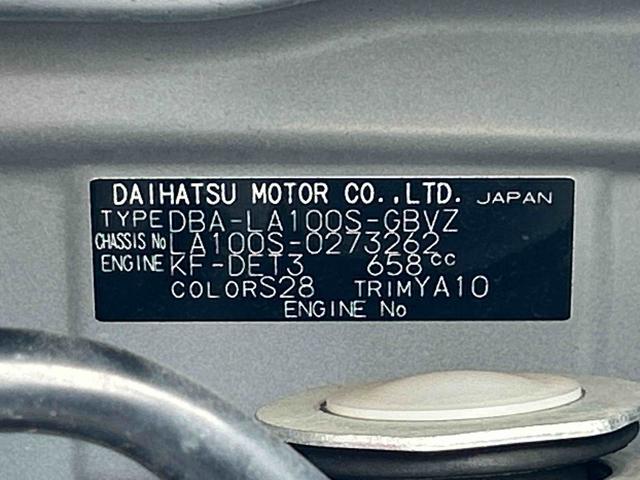 DAIHATSU MOTOR CO.,LTD. JAPAN
TYPE DBA-LA100S-GBVZ
CHASSIS No LA100S-0273262
ENGINE KF-DET3 658cc
COLOR S28 TRIM YA10
ENGINE No